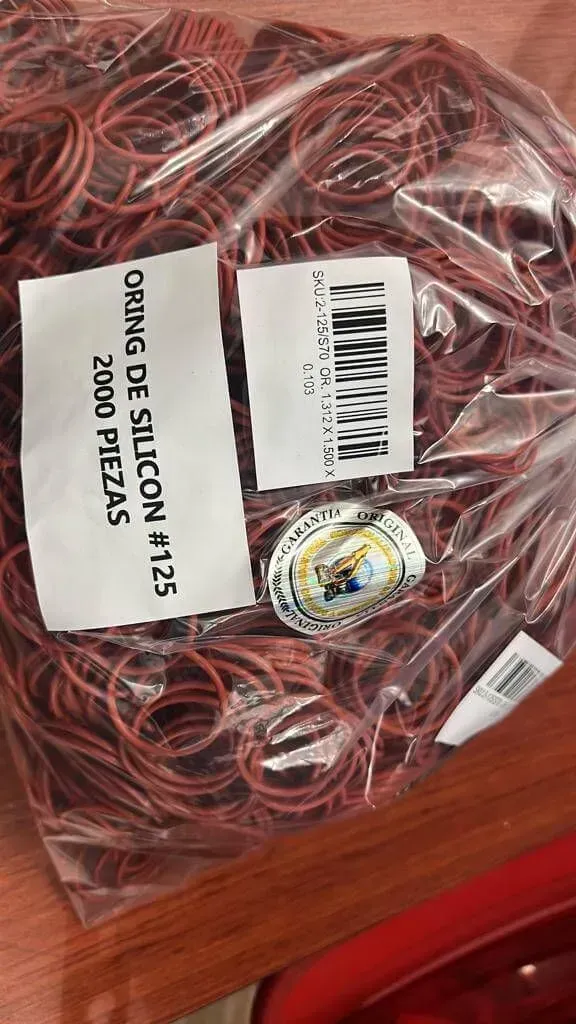 ORING DE SILICON #125
2000 PIEZAS
SKU:2-125/S70 OR. 1.312 X 1.500 X
0.103
GARANTIA ORIGINAL
ORIGINAL